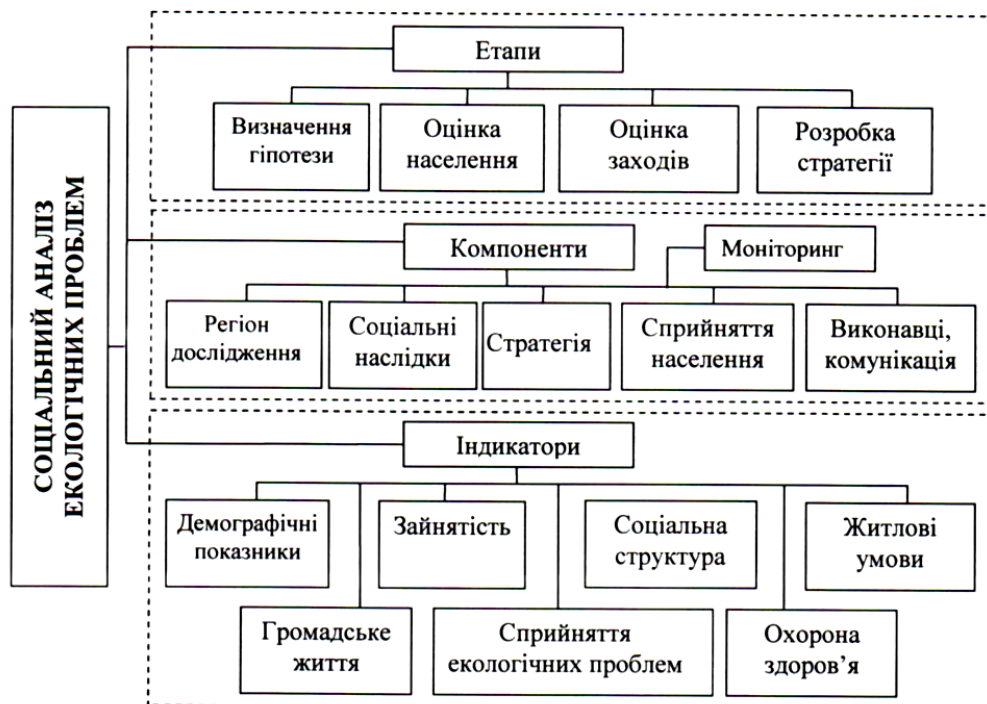 СОЦІАЛЬНИЙ АНАЛІЗ
ЕКОЛОГІЧНИХ ПРОБЛЕМ
Етапи
Визначення
гіпотези
Оцінка
населення
Оцінка
заходів
Розробка
стратегії
Компоненти
Моніторинг
Регіон
дослідження
Соціальні
наслідки
Стратегія
Сприйняття
населення
Виконавці,
комунікація
Індикатори
Демографічні
показники
Зайнятість
Соціальна
структура
Житлові
умови
Громадське
життя
Сприйняття
екологічних проблем
Охорона
здоров’я